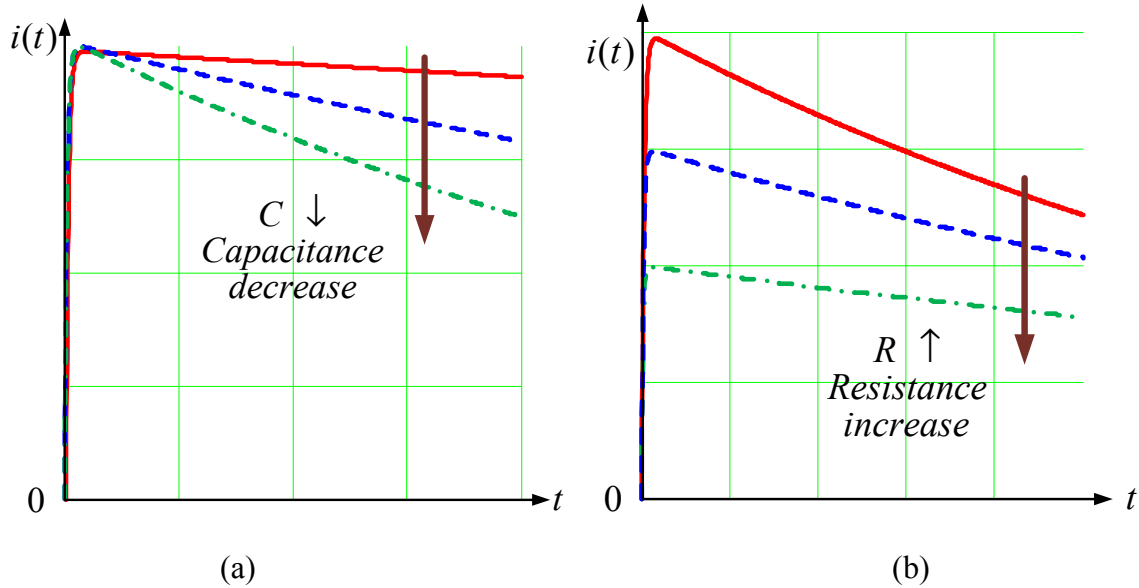 i(t)
C ↓
Capacitance
decrease
0
t
(a)
i(t)
R ↑
Resistance
increase
0
t
(b)